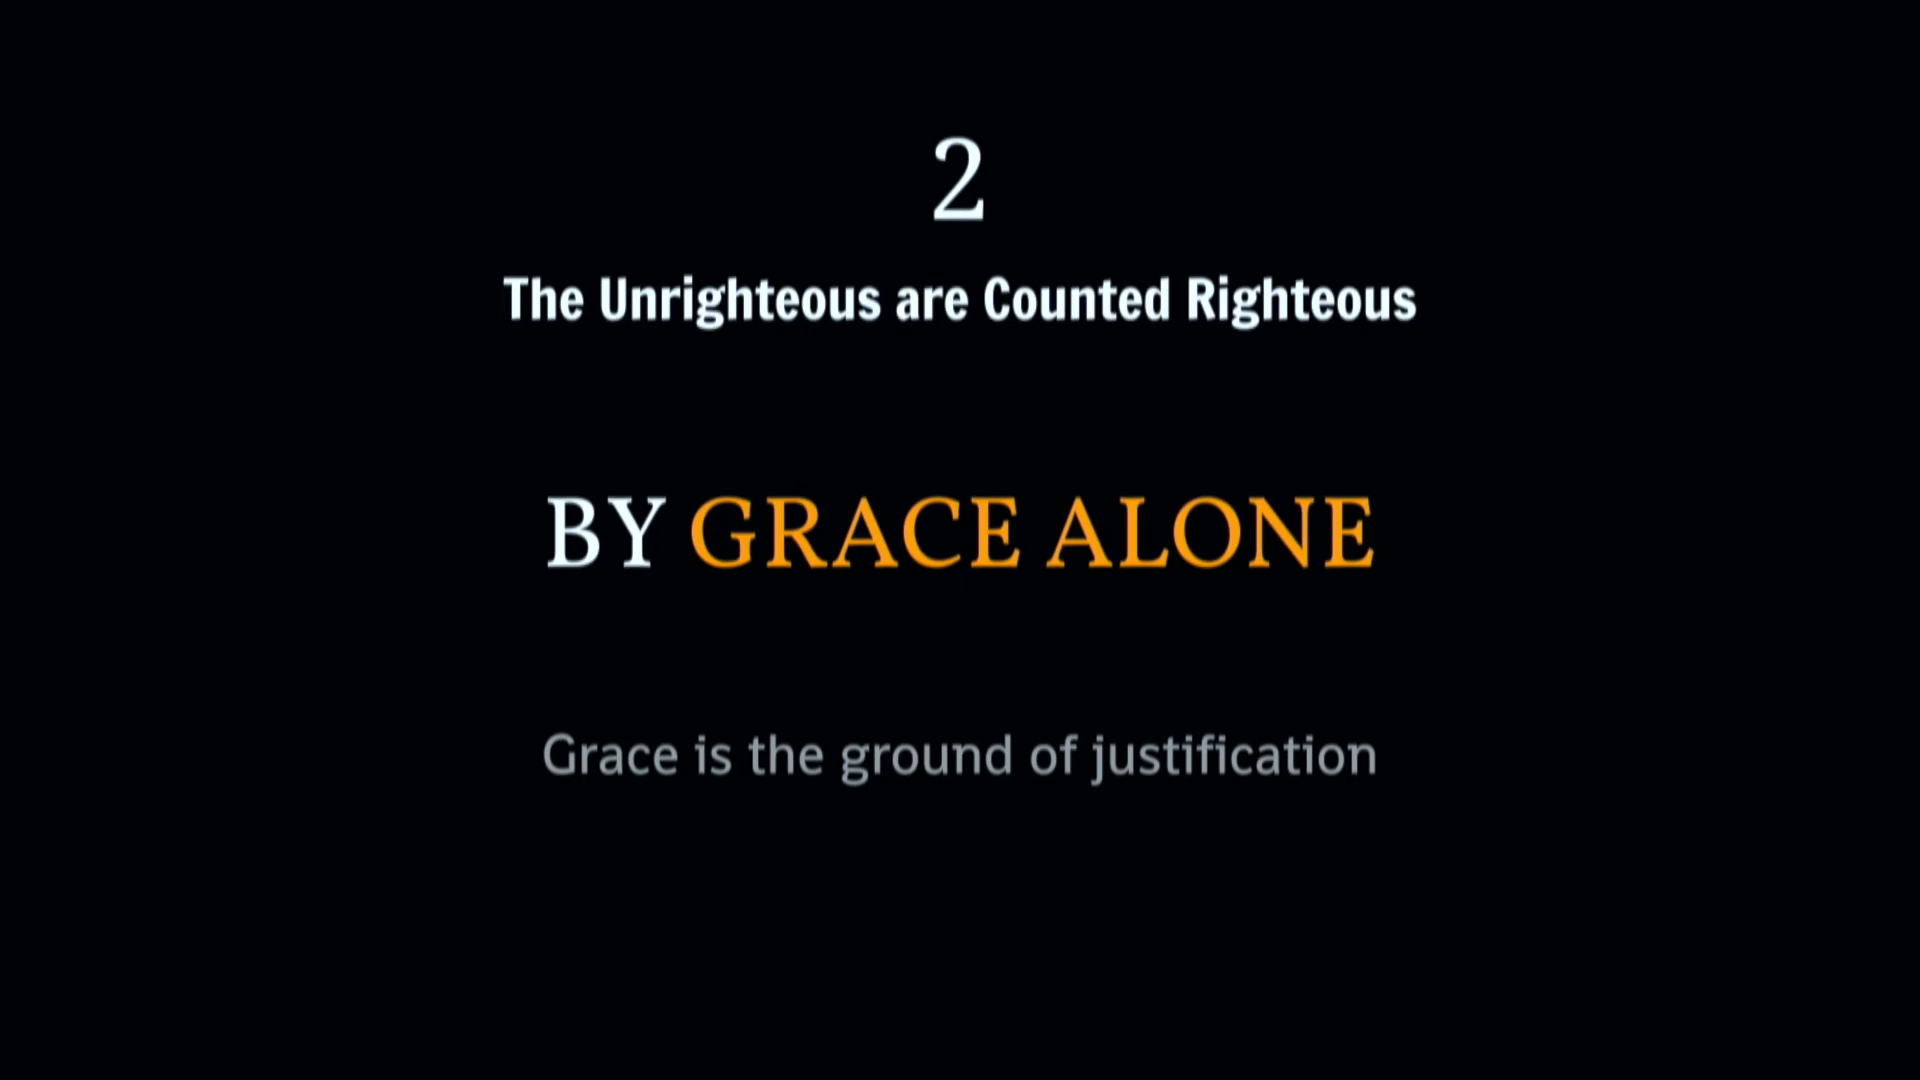 2
The Unrighteous are Counted Righteous
BY GRACE ALONE
Grace is the ground of justification